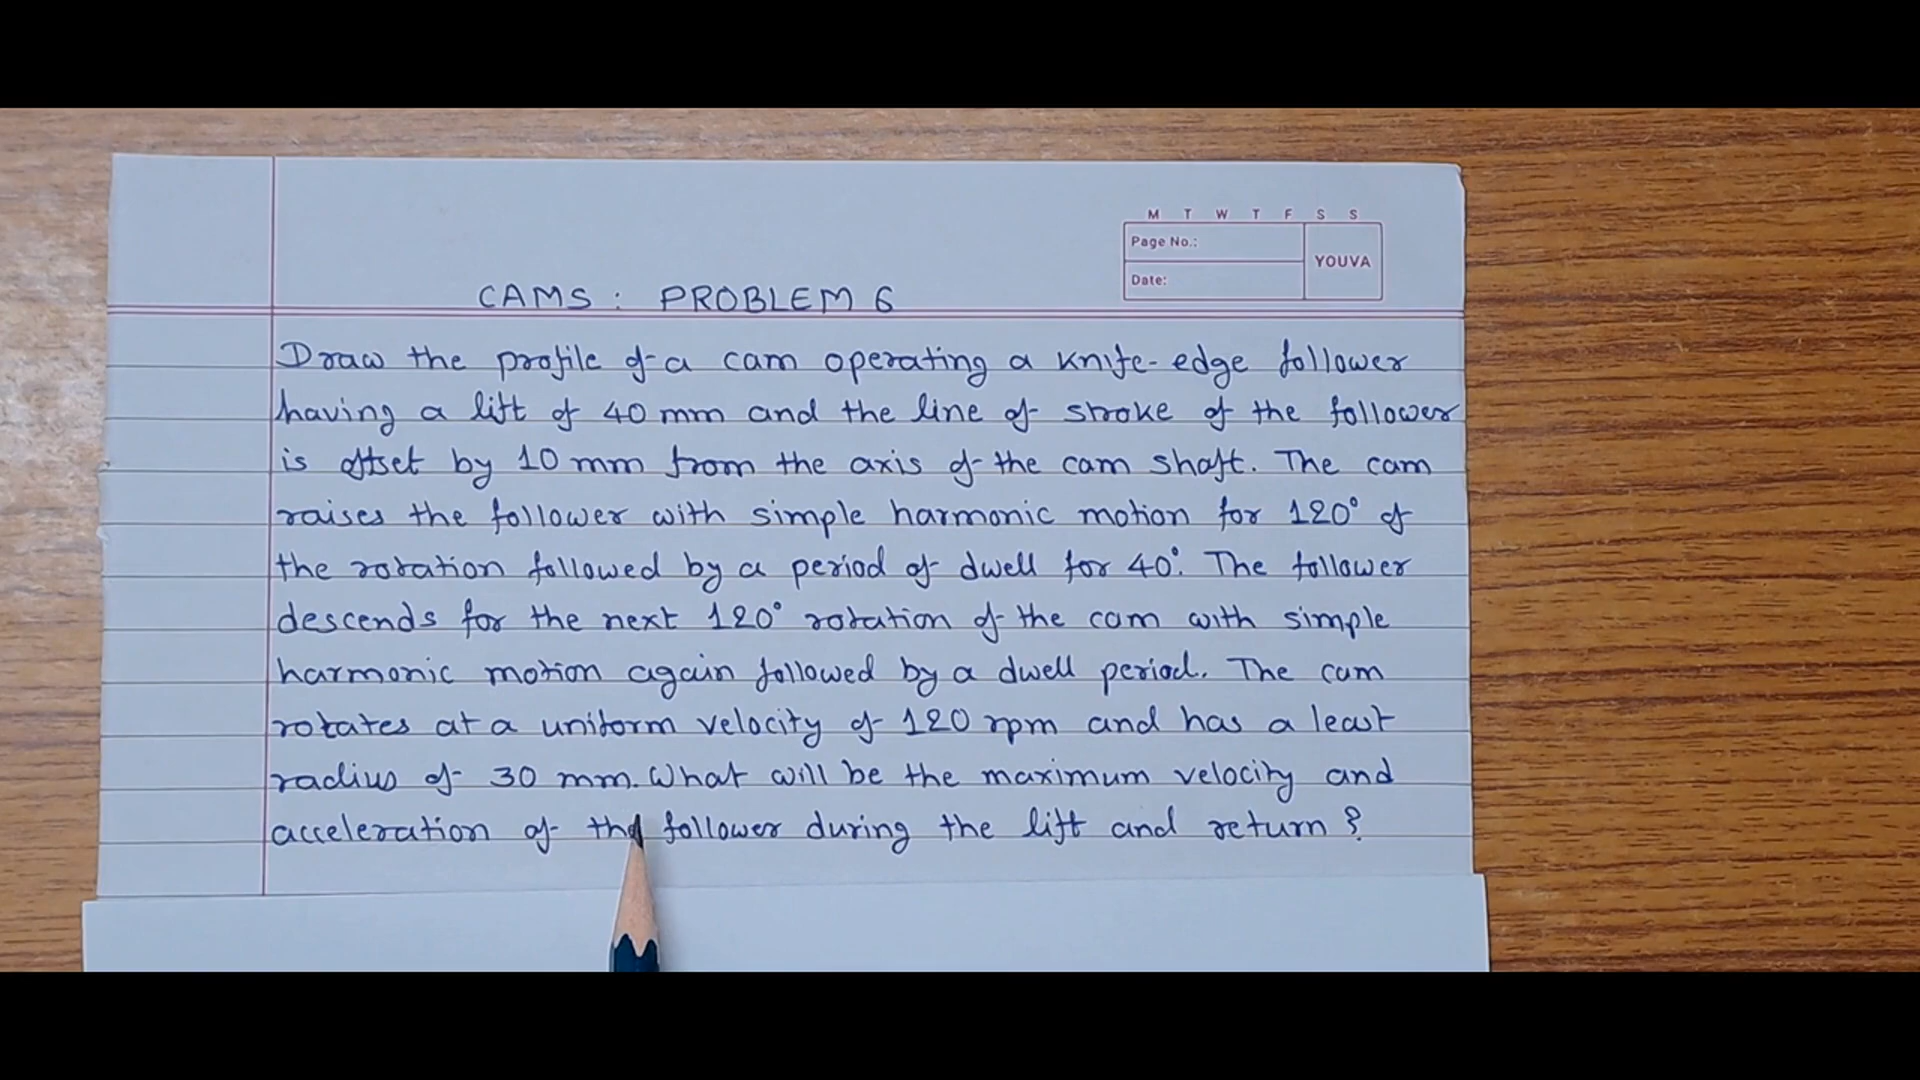 M T W T F S S
Page No.:
YOUVA
Date:
CAMS : PROBLEM 6
Draw the profile of a cam operating a knife-edge follower
having a lift of 40 mm and the line of stroke of the follower
is offset by 10 mm from the axis of the cam shaft. The cam
raises the follower with simple harmonic motion for 120° of
the rotation followed by a period of dwell for 40°. The follower
descends for the next 120° rotation of the cam with simple
harmonic motion again followed by a dwell period. The cam
rotates at a uniform velocity of 120 rpm and has a least
radius of 30 mm. What will be the maximum velocity and
acceleration of the follower during the lift and return ?